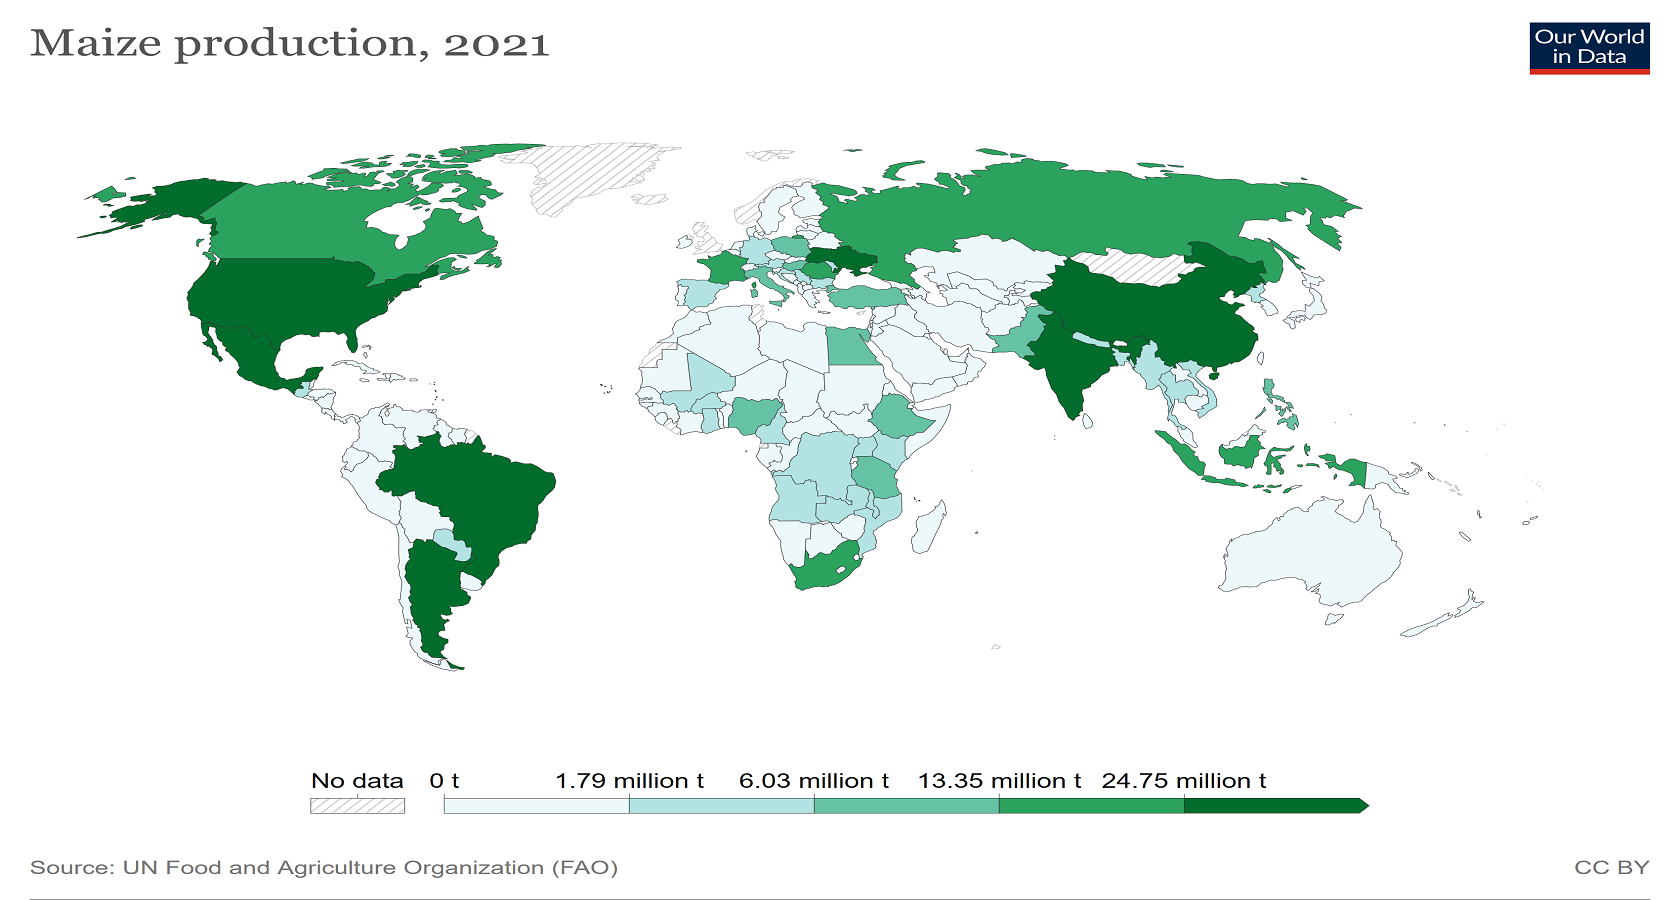 Maize production, 2021
Our World
in Data
No data 0 t 1.79 million t 6.03 million t 13.35 million t 24.75 million t
Source: UN Food and Agriculture Organization (FAO)
CC BY